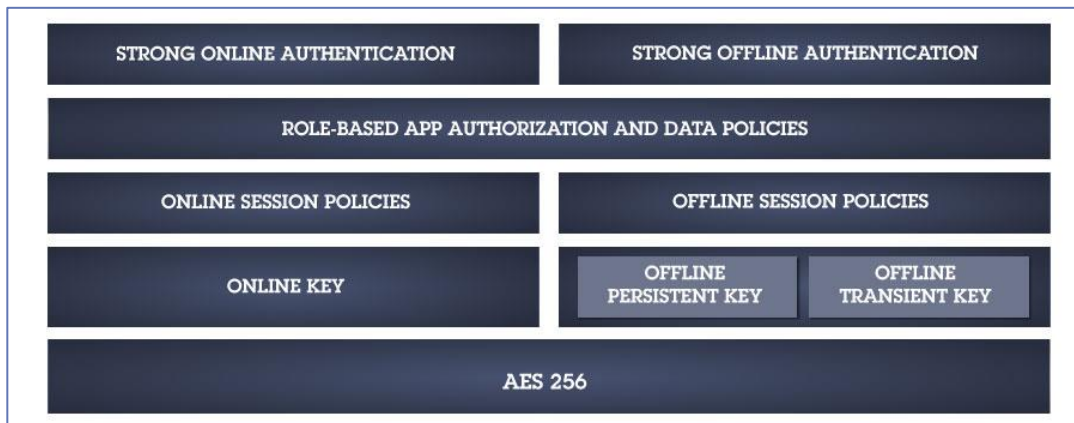 STRONG ONLINE AUTHENTICATION
STRONG OFFLINE AUTHENTICATION
ROLE-BASED APP AUTHORIZATION AND DATA POLICIES
ONLINE SESSION POLICIES
OFFLINE SESSION POLICIES
ONLINE KEY
OFFLINE
PERSISTENT KEY
OFFLINE
TRANSIENT KEY
AES 256